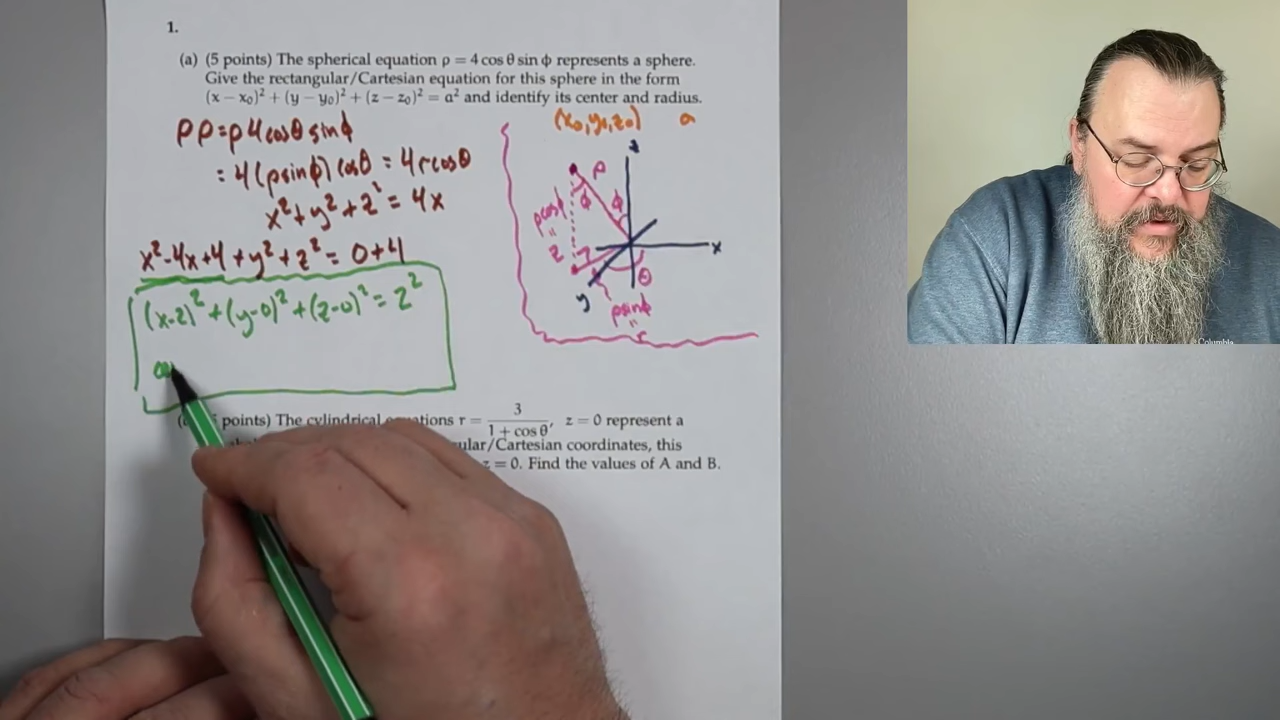 1.
(a) (5 points) The spherical equation ρ = 4 cos θ sin ϕ represents a sphere.
Give the rectangular/Cartesian equation for this sphere in the form
(x − x₀)² + (y − y₀)² + (z − z₀)² = a² and identify its center and radius.
(x₀, y₀, z₀) a
ρρ = ρ4cosθ sinϕ
= 4(ρsinϕ) cosθ = 4rcosθ
x² + y² + z² = 4x
x² - 4x + 4 + y² + z² = 0 + 4
(x-2)² + (y-0)² + (z-0)² = 2²
z
ρ
ϕ
ϕ
ρcosϕ
=
z
x
θ
y
ρsinϕ
=
r
points) The cylindrical equations r = 3/(1 + cos θ), z = 0 represent a
ular/Cartesian coordinates, this
z = 0. Find the values of A and B.
Columbia